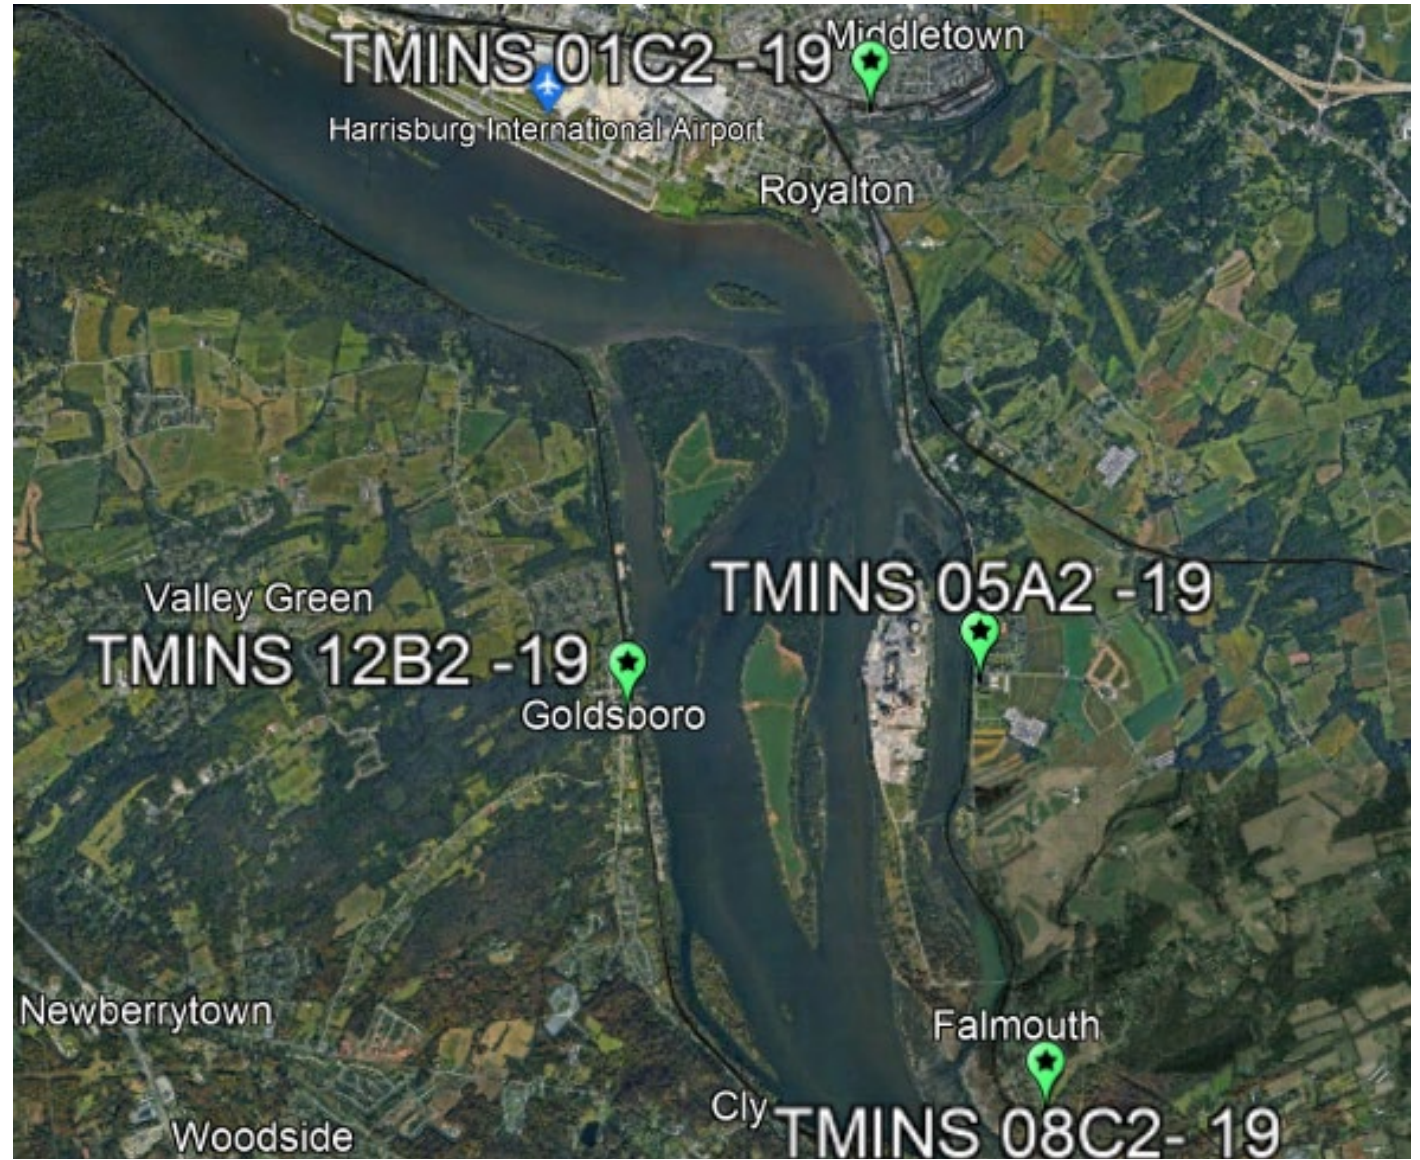 Middletown
TMINS 01C2 -19
Harrisburg International Airport
Royalton
TMINS 05A2 -19
Valley Green
TMINS 12B2 -19
Goldsboro
Newberrytown
Falmouth
Cly
TMINS 08C2- 19
Woodside